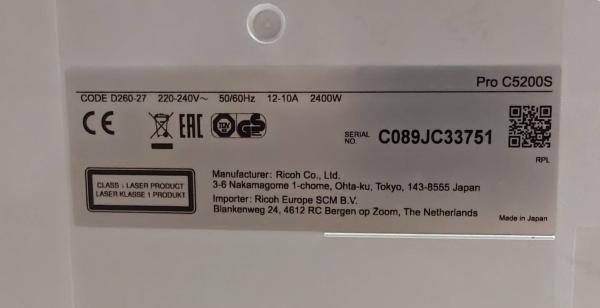 Pro C5200S
CODE D260-27 220-240V~ 50/60Hz 12-10A 2400W
CE EAC TÜV GS
SERIAL NO. C089JC33751
RPL
CLASS 1 LASER PRODUCT
LASER KLASSE 1 PRODUKT
Manufacturer: Ricoh Co., Ltd.
3-6 Nakamagome 1-chome, Ohta-ku, Tokyo, 143-8555 Japan
Importer: Ricoh Europe SCM B.V.
Blankenweg 24, 4612 RC Bergen op Zoom, The Netherlands
Made in Japan